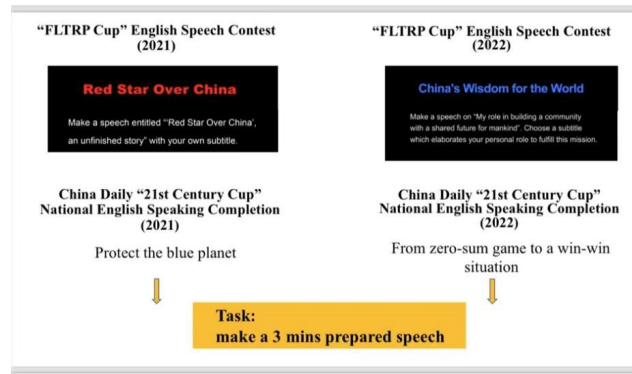 “FLTRP Cup” English Speech Contest
(2021)
Red Star Over China
Make a speech entitled “‘Red Star Over China’,
an unfinished story” with your own subtitle.
China Daily “21st Century Cup”
National English Speaking Completion
(2021)
Protect the blue planet
“FLTRP Cup” English Speech Contest
(2022)
China's Wisdom for the World
Make a speech on “My role in building a community
with a shared future for mankind”. Choose a subtitle
which elaborates your personal role to fulfill this mission.
China Daily “21st Century Cup”
National English Speaking Completion
(2022)
From zero-sum game to a win-win
situation
Task:
make a 3 mins prepared speech